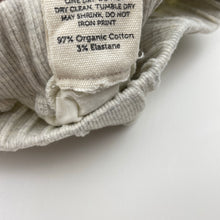 DRY CLEAN. TUMBLE DRY
MAY SHRINK. DO NOT
IRON PRINT
97% Organic Cotton
3% Elastane